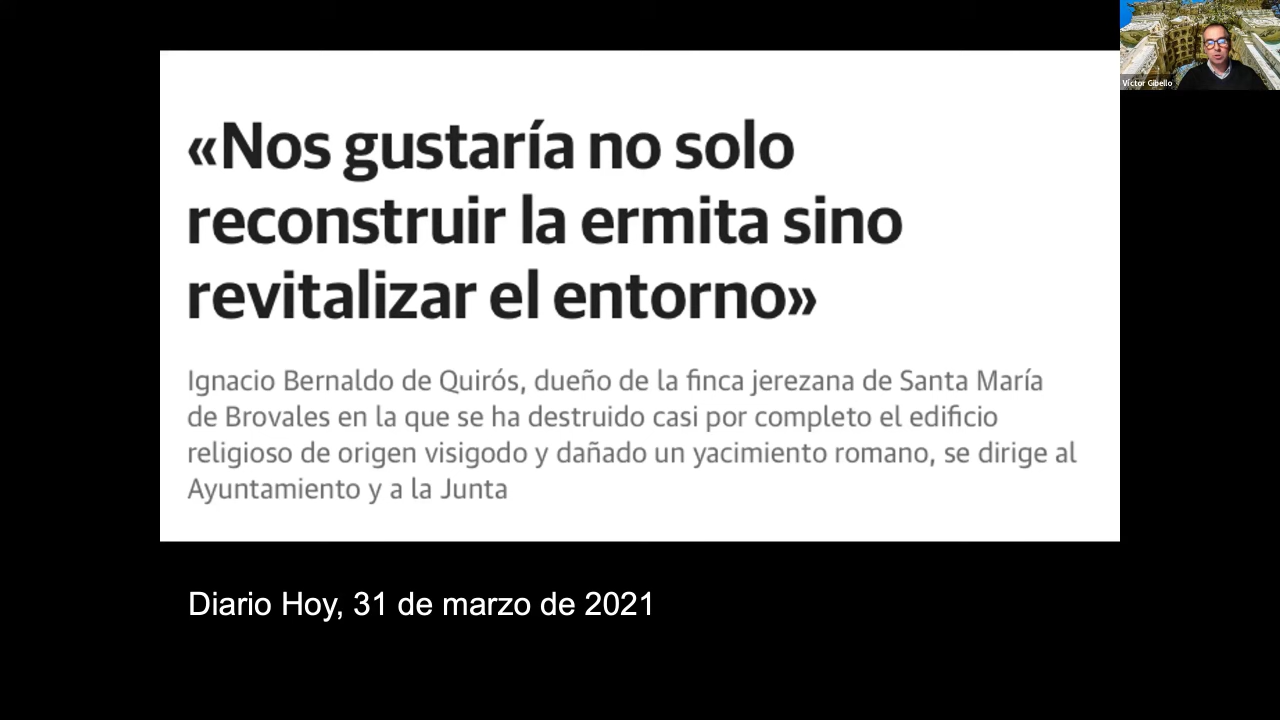 Víctor Gibello
«Nos gustaría no solo
reconstruir la ermita sino
revitalizar el entorno»
Ignacio Bernaldo de Quirós, dueño de la finca jerezana de Santa María
de Brovales en la que se ha destruido casi por completo el edificio
religioso de origen visigodo y dañado un yacimiento romano, se dirige al
Ayuntamiento y a la Junta
Diario Hoy, 31 de marzo de 2021